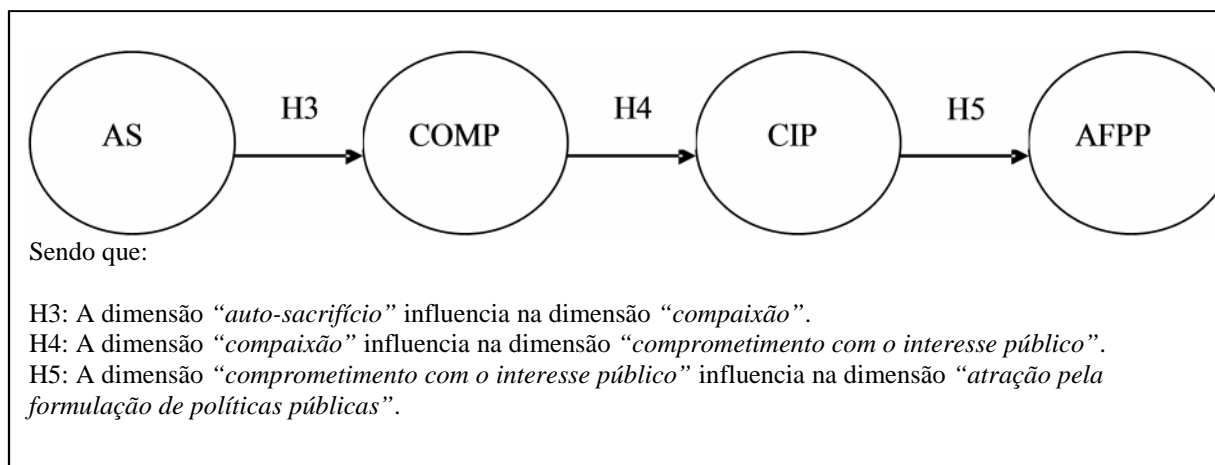 H3 H4 H5
AS COMP CIP AFPP
Sendo que:
H3: A dimensão “auto-sacrifício” influencia na dimensão “compaixão”.
H4: A dimensão “compaixão” influencia na dimensão “comprometimento com o interesse público”.
H5: A dimensão “comprometimento com o interesse público” influencia na dimensão “atração pela
formulação de políticas públicas”.